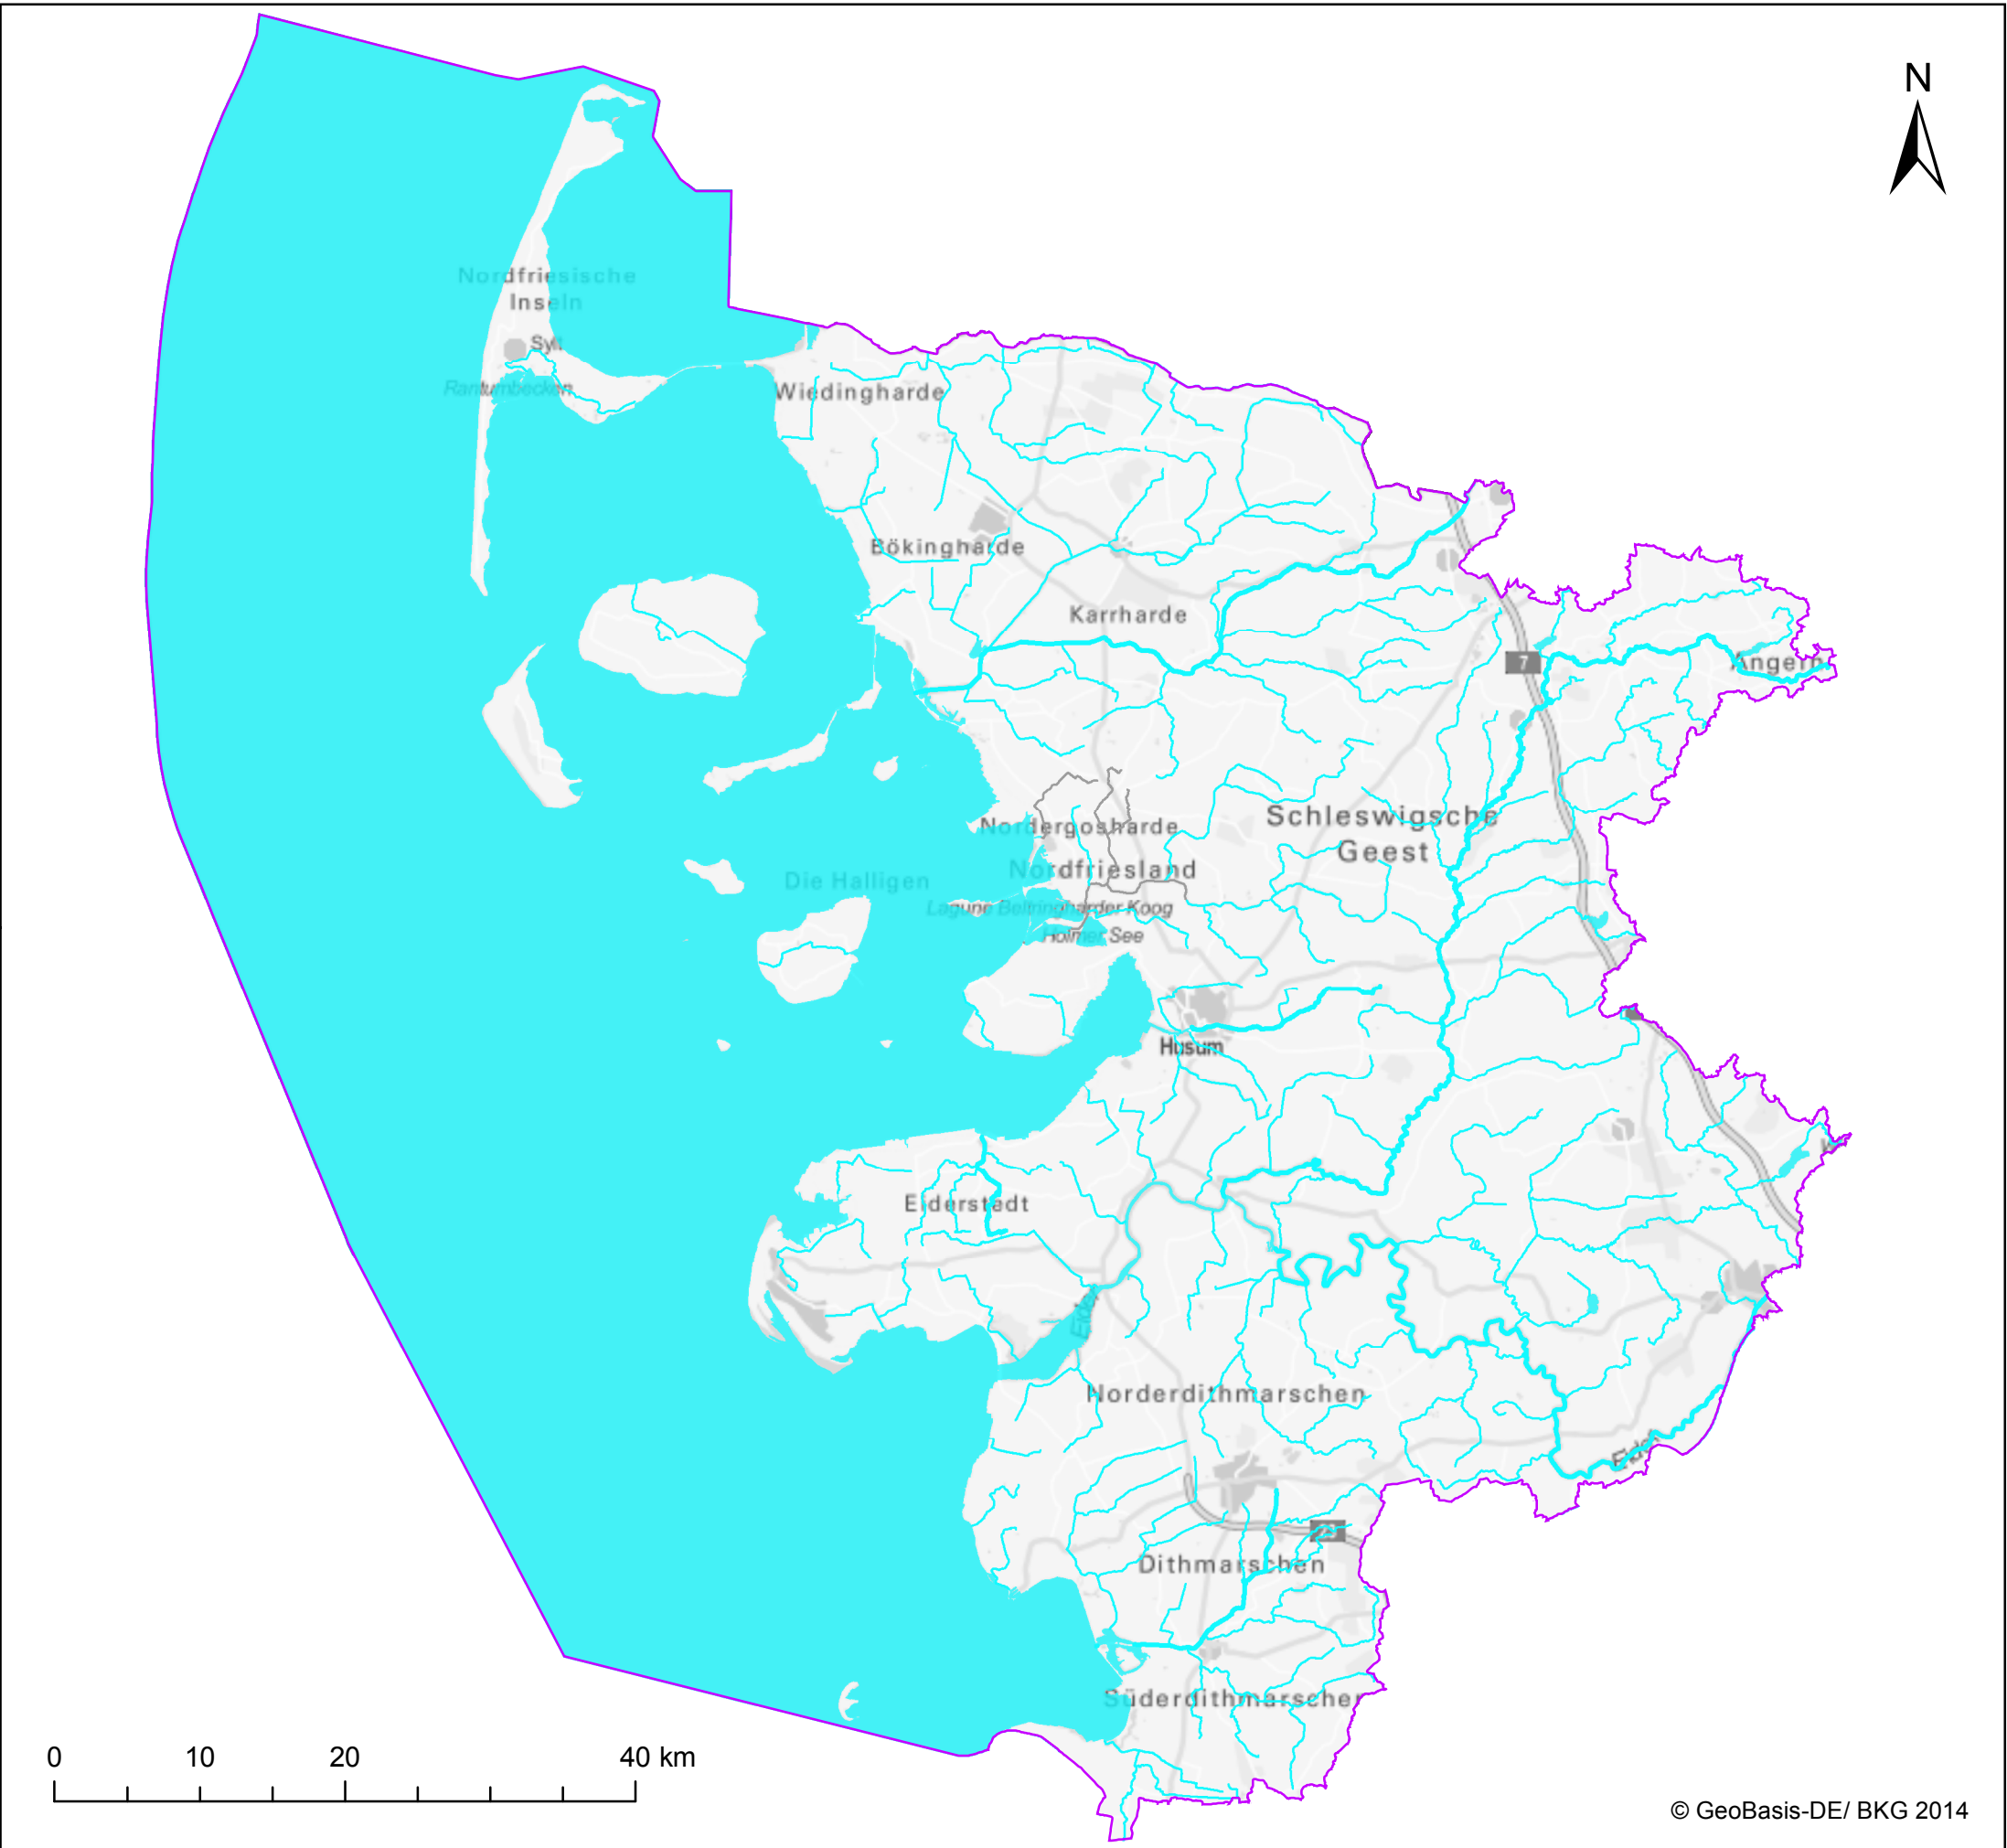 N
Nordfriesische
Inseln
Sylt
Rantumbecken
Wiedingharde
Bökingharde
Karrharde
7
Angeln
Nordergosharde
Schleswigsche
Geest
Nordfriesland
Die Halligen
Lagune Beltringharder Koog
Holmer See
Husum
Eiderstedt
Eider
Norderdithmarschen
Eider
23
Dithmarschen
Süderdithmarschen
0 10 20 40 km
© GeoBasis-DE/ BKG 2014